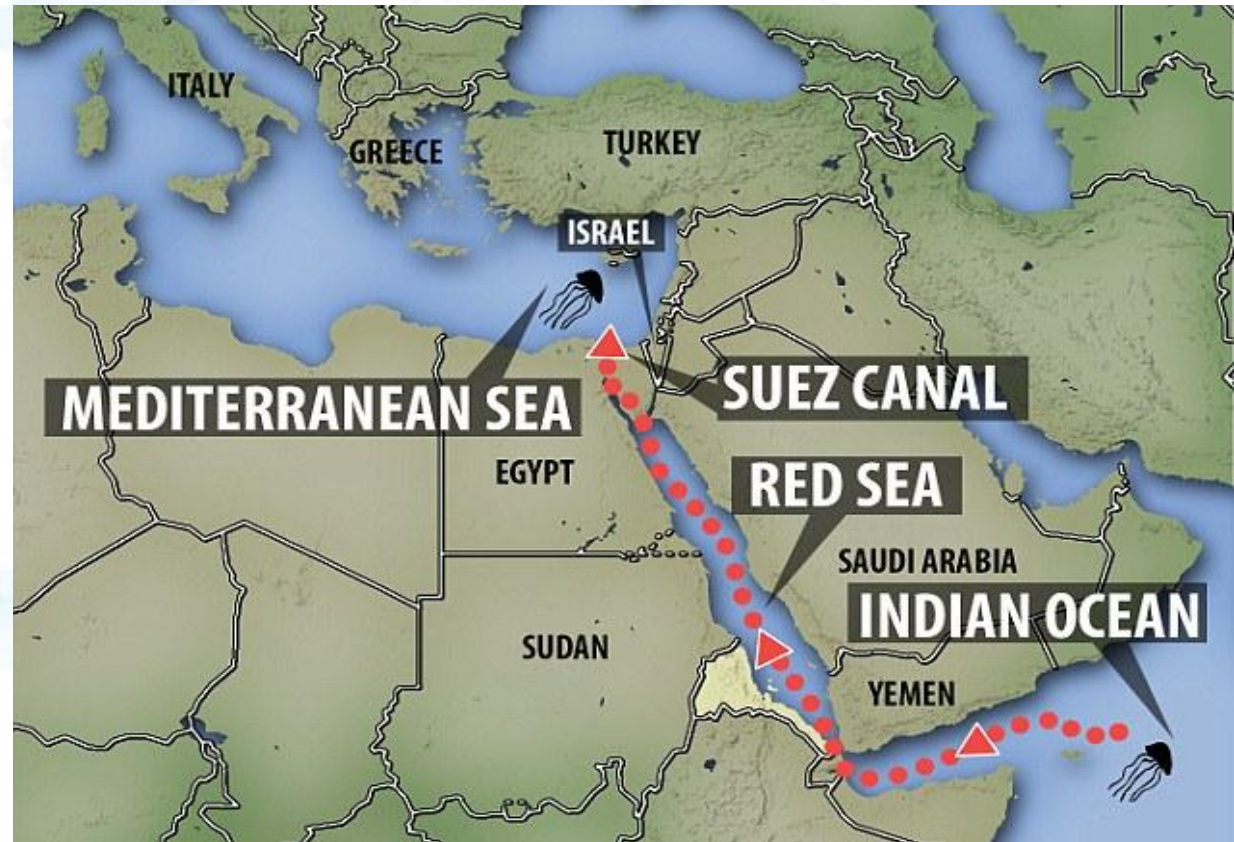 ITALY
GREECE
TURKEY
ISRAEL
MEDITERRANEAN SEA
SUEZ CANAL
EGYPT
RED SEA
SAUDI ARABIA
INDIAN OCEAN
SUDAN
YEMEN